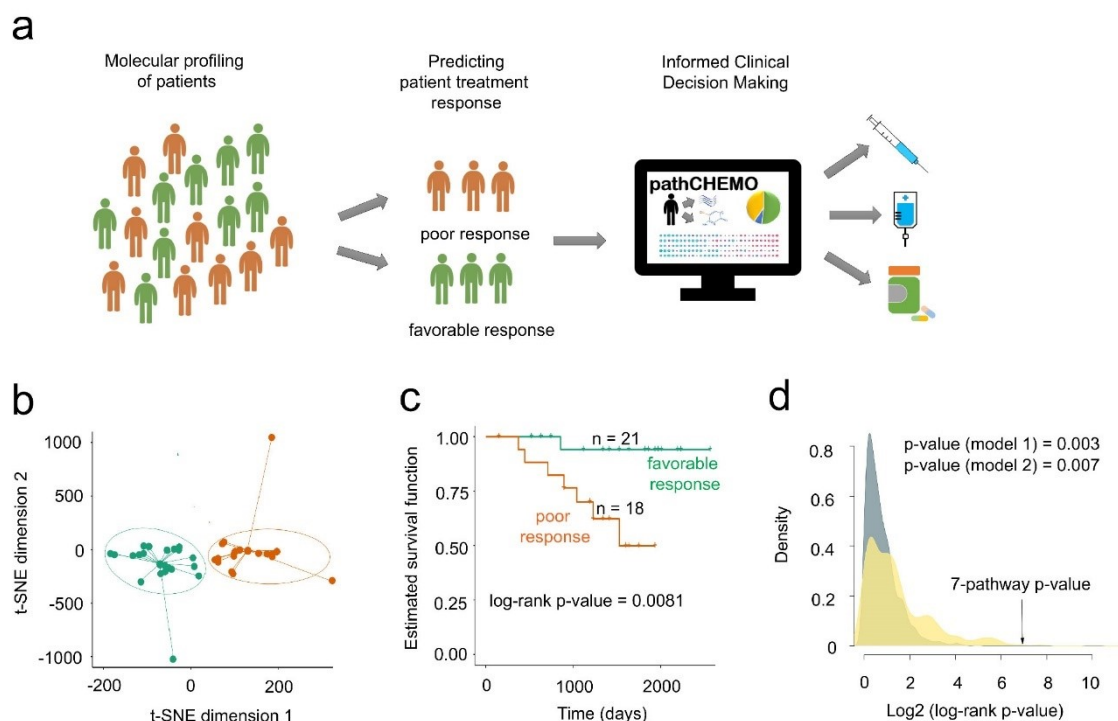 a
Molecular profiling
of patients
Predicting
patient treatment
response
Informed Clinical
Decision Making
poor response
favorable response
pathCHEMO
b
t-SNE dimension 2
1000
500
0
-500
-1000
-200
0
200
t-SNE dimension 1
c
Estimated survival function
1.00
0.75
0.50
0.25
0.00
n = 21
favorable
response
n = 18
poor
response
log-rank p-value = 0.0081
0
1000
2000
Time (days)
d
p-value (model 1) = 0.003
p-value (model 2) = 0.007
Density
0.8
0.6
0.4
0.2
0
7-pathway p-value
0
2
4
6
8
10
Log2 (log-rank p-value)